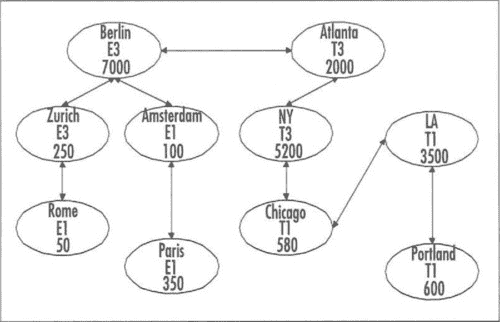 Berlin
E3
7000
Atlanta
T3
2000
Zurich
E3
250
Amsterdam
E1
100
NY
T3
5200
LA
T1
3500
Rome
E1
50
Paris
E1
350
Chicago
T1
580
Portland
T1
600